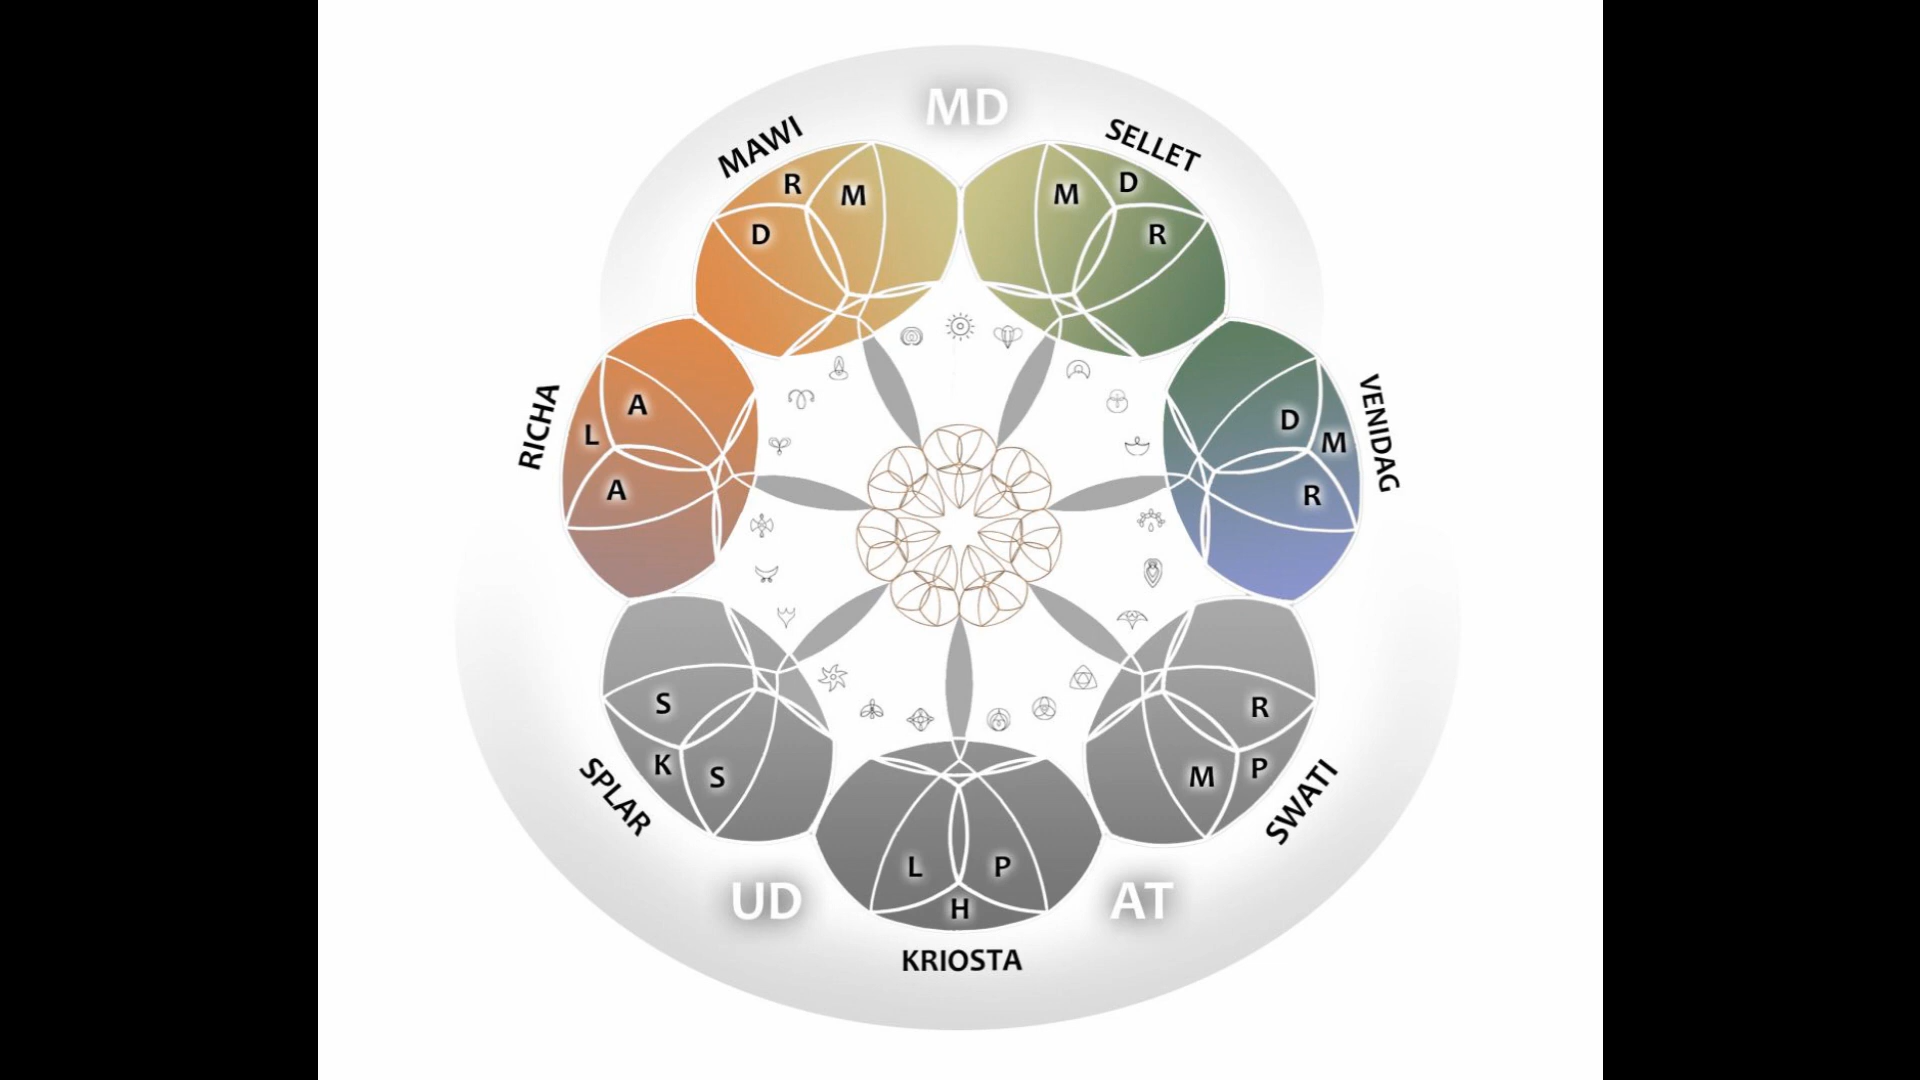 MD
MAWI
R
M
D
SELLET
M
D
R
RICHA
A
L
A
VENIDAG
D
M
R
SPLAR
S
K
S
SWATI
R
P
M
UD
AT
L
P
H
KRIOSTA